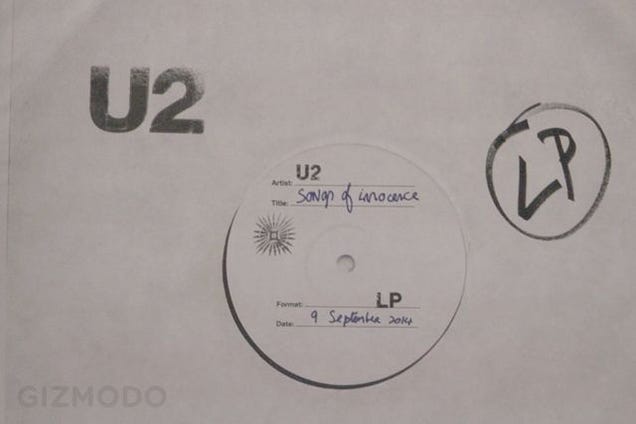 U2
LP
Artist: U2
Title: Songs of innocence
Format: LP
Date: 9 September 2014
GIZMODO